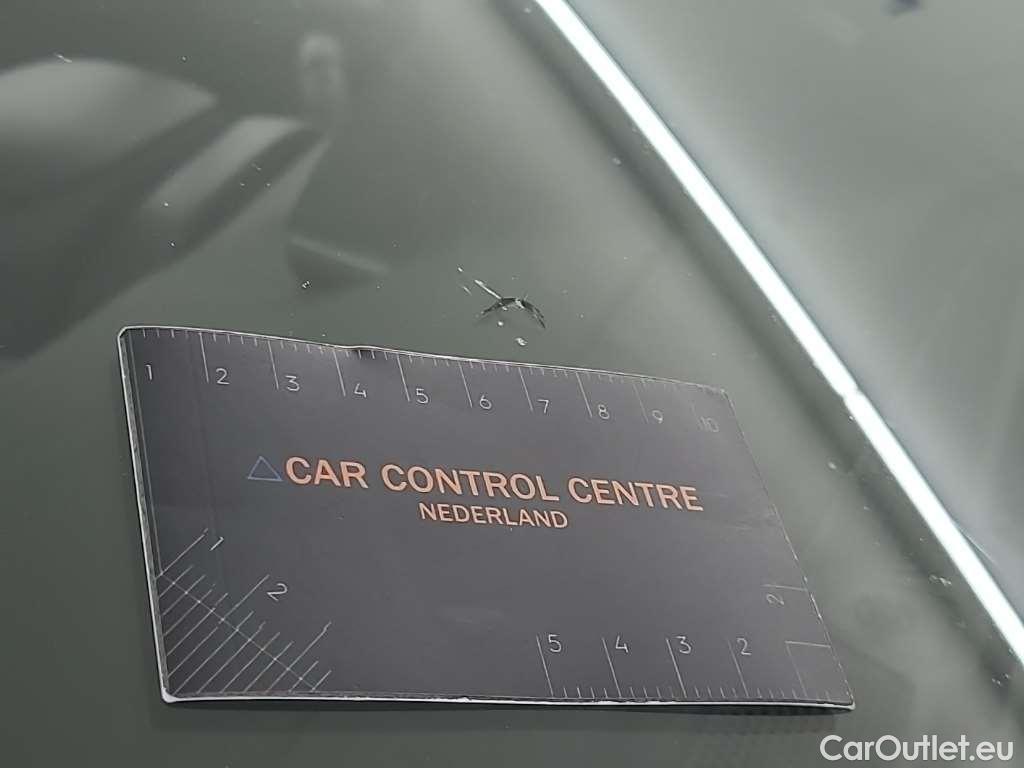 1 2 3 4 5 6 7 8 9 10
CAR CONTROL CENTRE
NEDERLAND
1
2
2
5 4 3 2
CarOutlet.eu